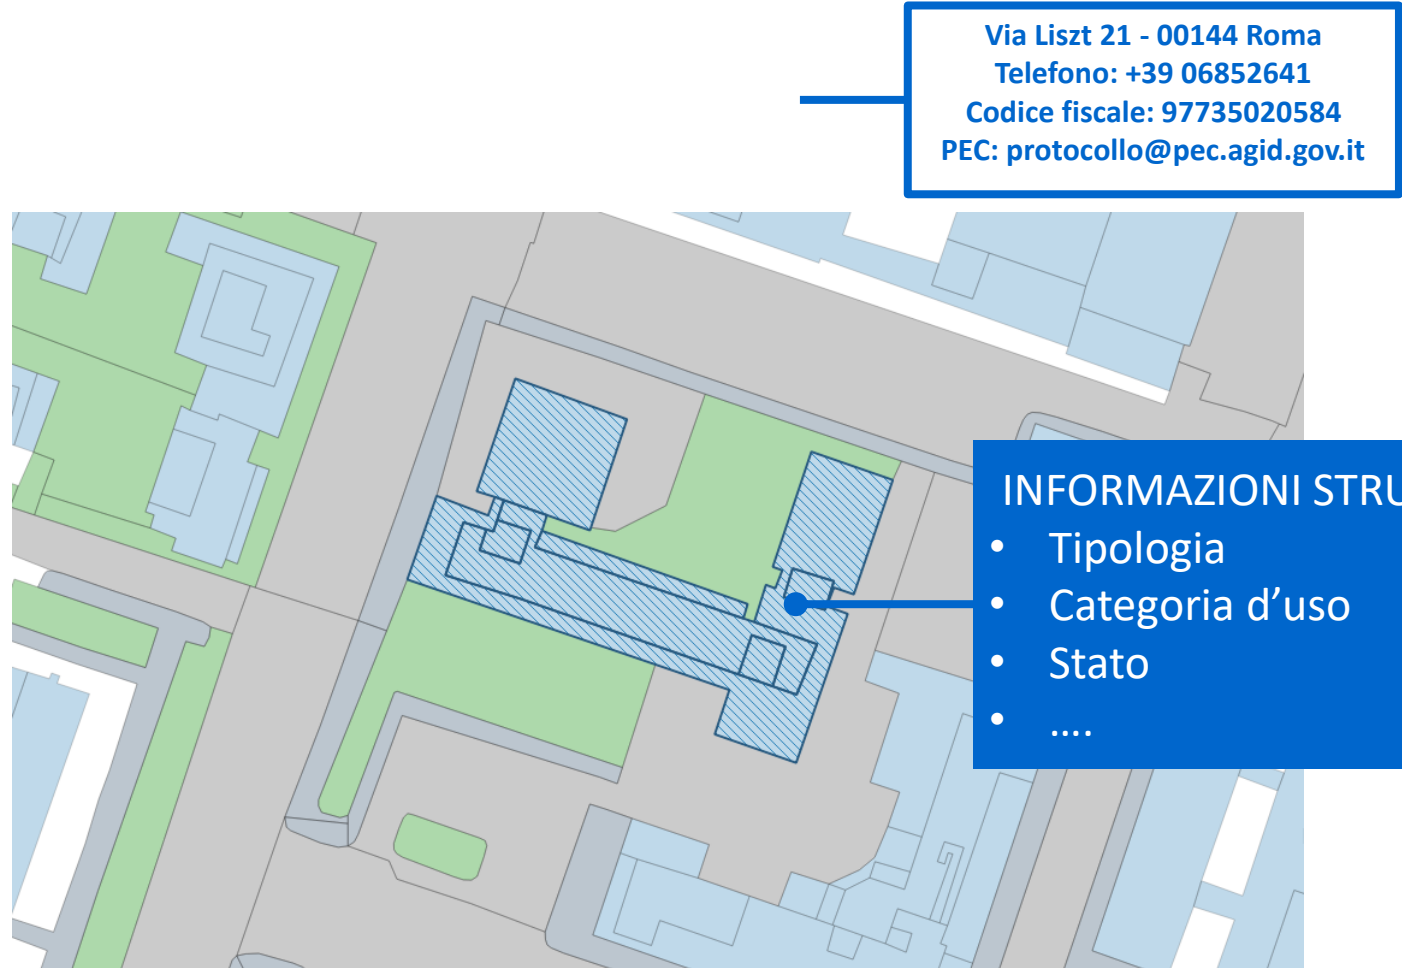 Via Liszt 21 - 00144 Roma
Telefono: +39 06852641
Codice fiscale: 97735020584
PEC: protocollo@pec.agid.gov.it
INFORMAZIONI STRU
• Tipologia
• Categoria d’uso
• Stato
• ….